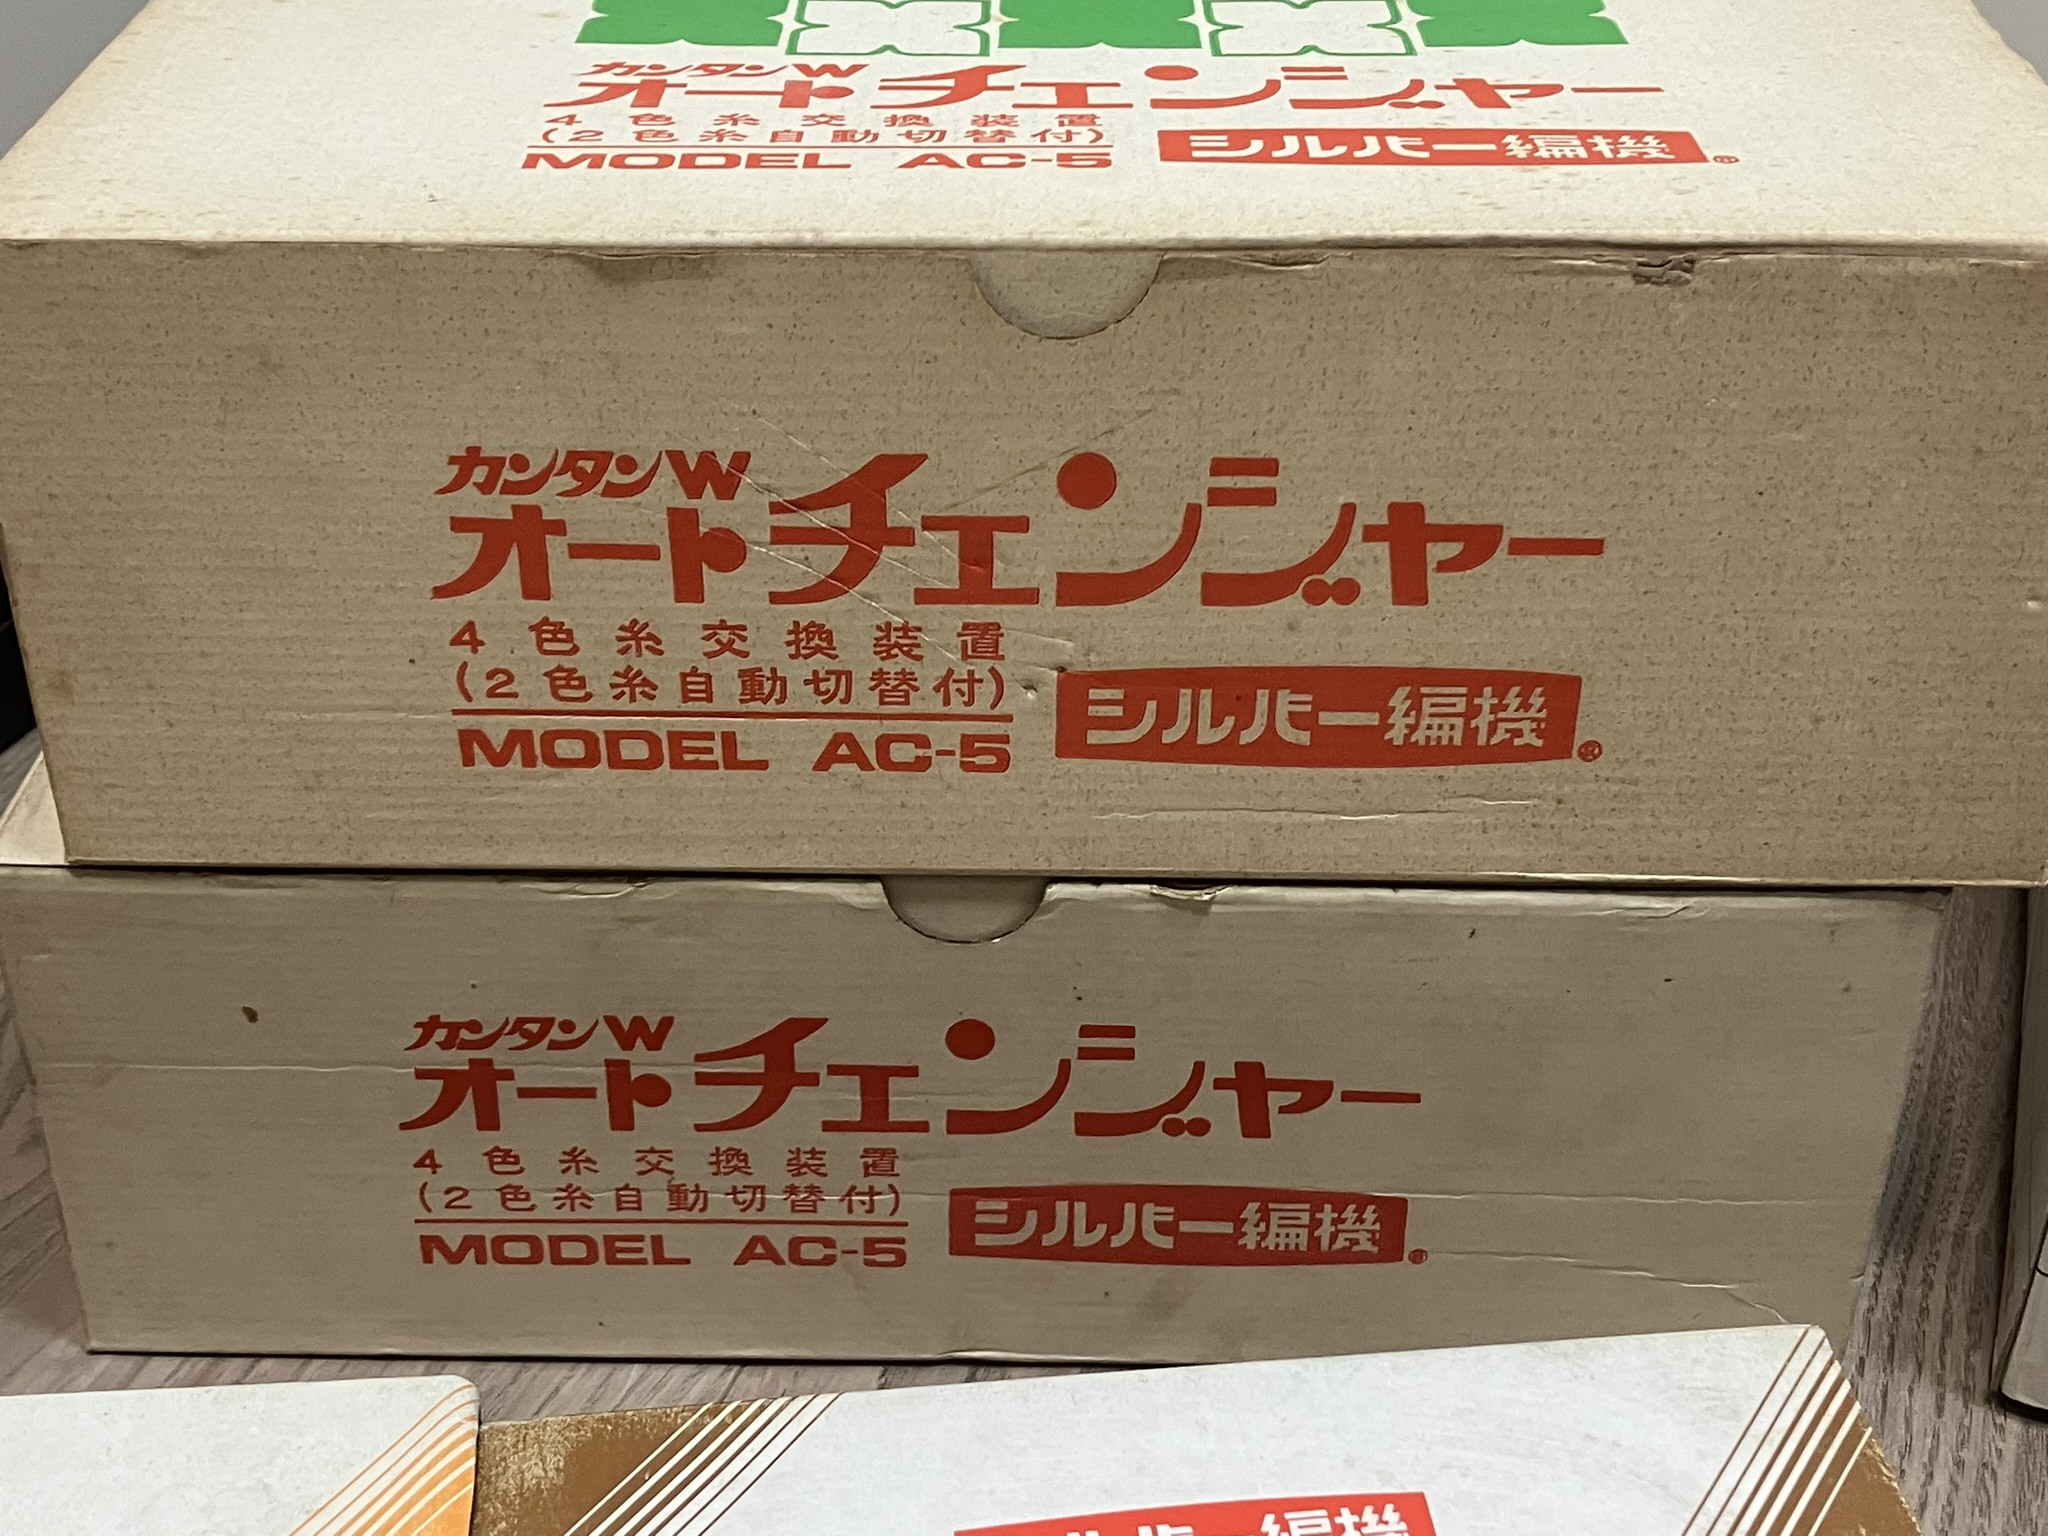 カンタンW
オートチェンジャー
4色糸交換装置
(2色糸自動切替付)
MODEL AC-5
シルバー編機
カンタンW
オートチェンジャー
4色糸交換装置
(2色糸自動切替付)
MODEL AC-5
シルバー編機
カンタンW
オートチェンジャー
4色糸交換装置
(2色糸自動切替付)
MODEL AC-5
シルバー編機
シルバー編機